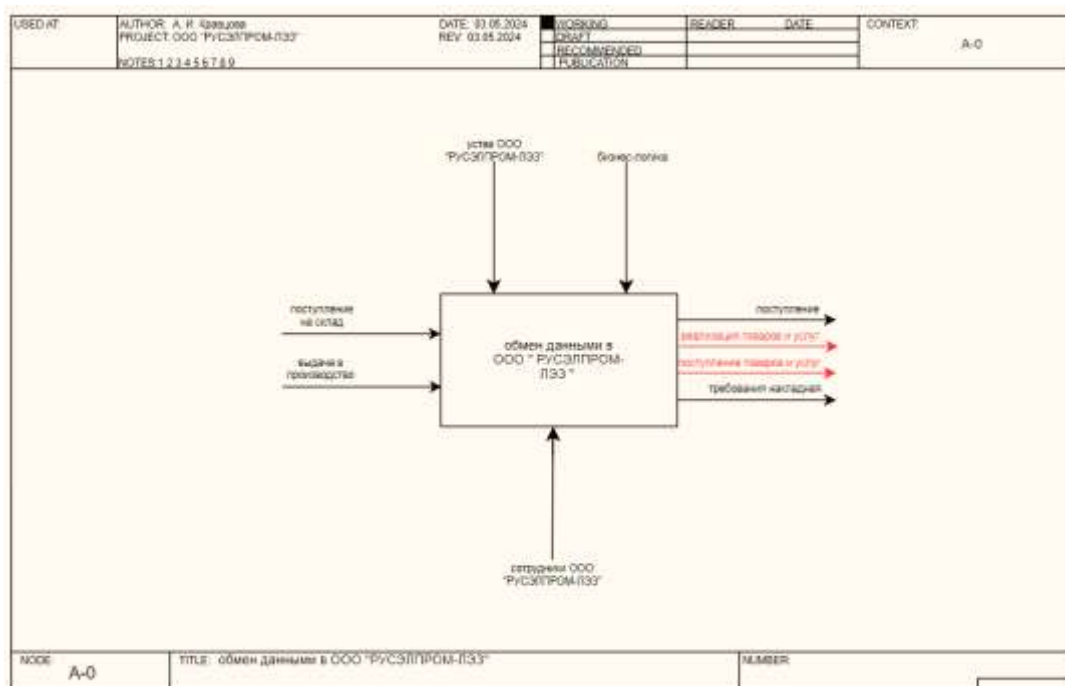 USED AT:
AUTHOR: А. И. Кравцова
DATE: 03.05.2024
PROJECT: ООО "РУСЭЛПРОМ-ЛЭЗ"
REV: 03.05.2024
NOTES: 1 2 3 4 5 6 7 8 9
WORKING
DRAFT
RECOMMENDED
PUBLICATION
READER
DATE
CONTEXT:
A-0
устав ООО
"РУСЭЛПРОМ-ЛЭЗ"
бизнес-логика
поступление
на склад
выдача в
производство
обмен данными в
ООО " РУСЭЛПРОМ-
ЛЭЗ "
поступление
реализация товаров и услуг
поступление товаров и услуг
требования накладная
сотрудники ООО
"РУСЭЛПРОМ-ЛЭЗ"
NODE:
A-0
TITLE: обмен данными в ООО "РУСЭЛПРОМ-ЛЭЗ"
NUMBER: